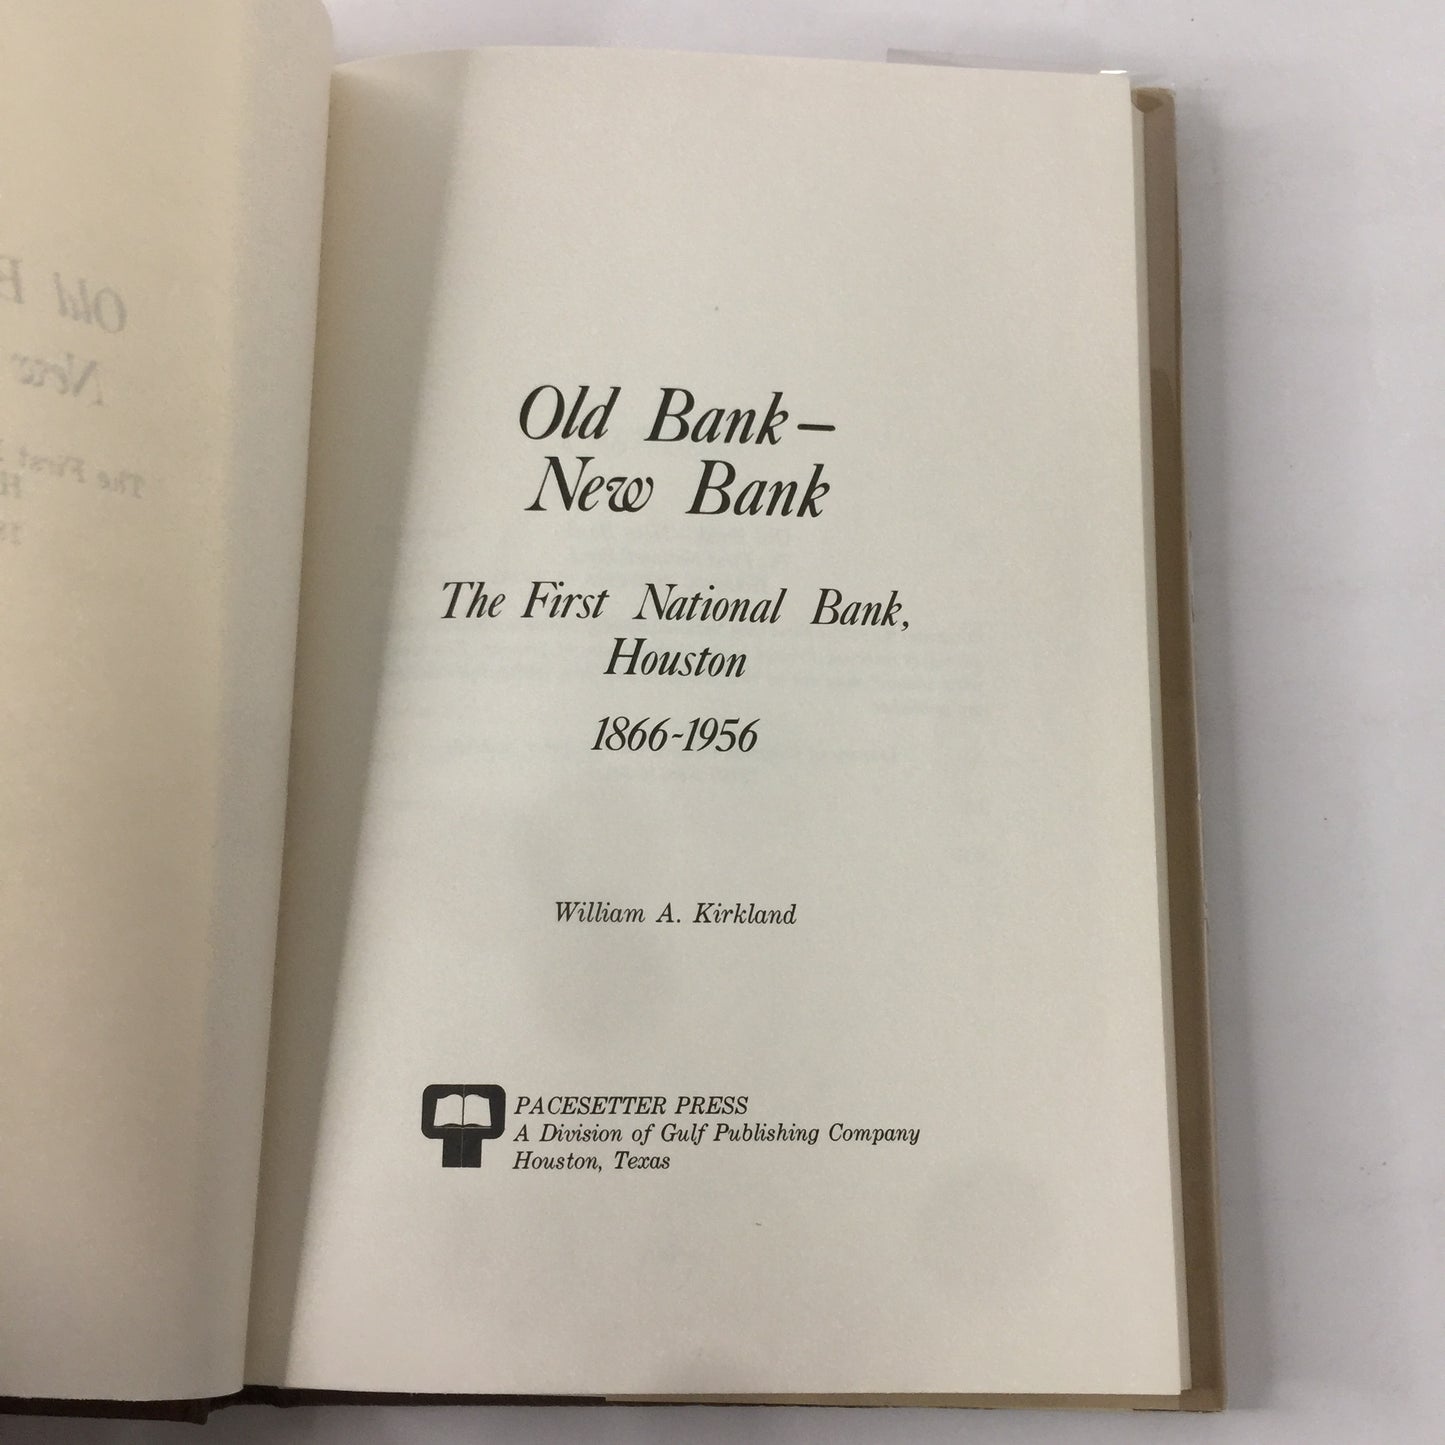 Old Bank—
New Bank
The First National Bank,
Houston
1866-1956
William A. Kirkland
PACESETTER PRESS
A Division of Gulf Publishing Company
Houston, Texas